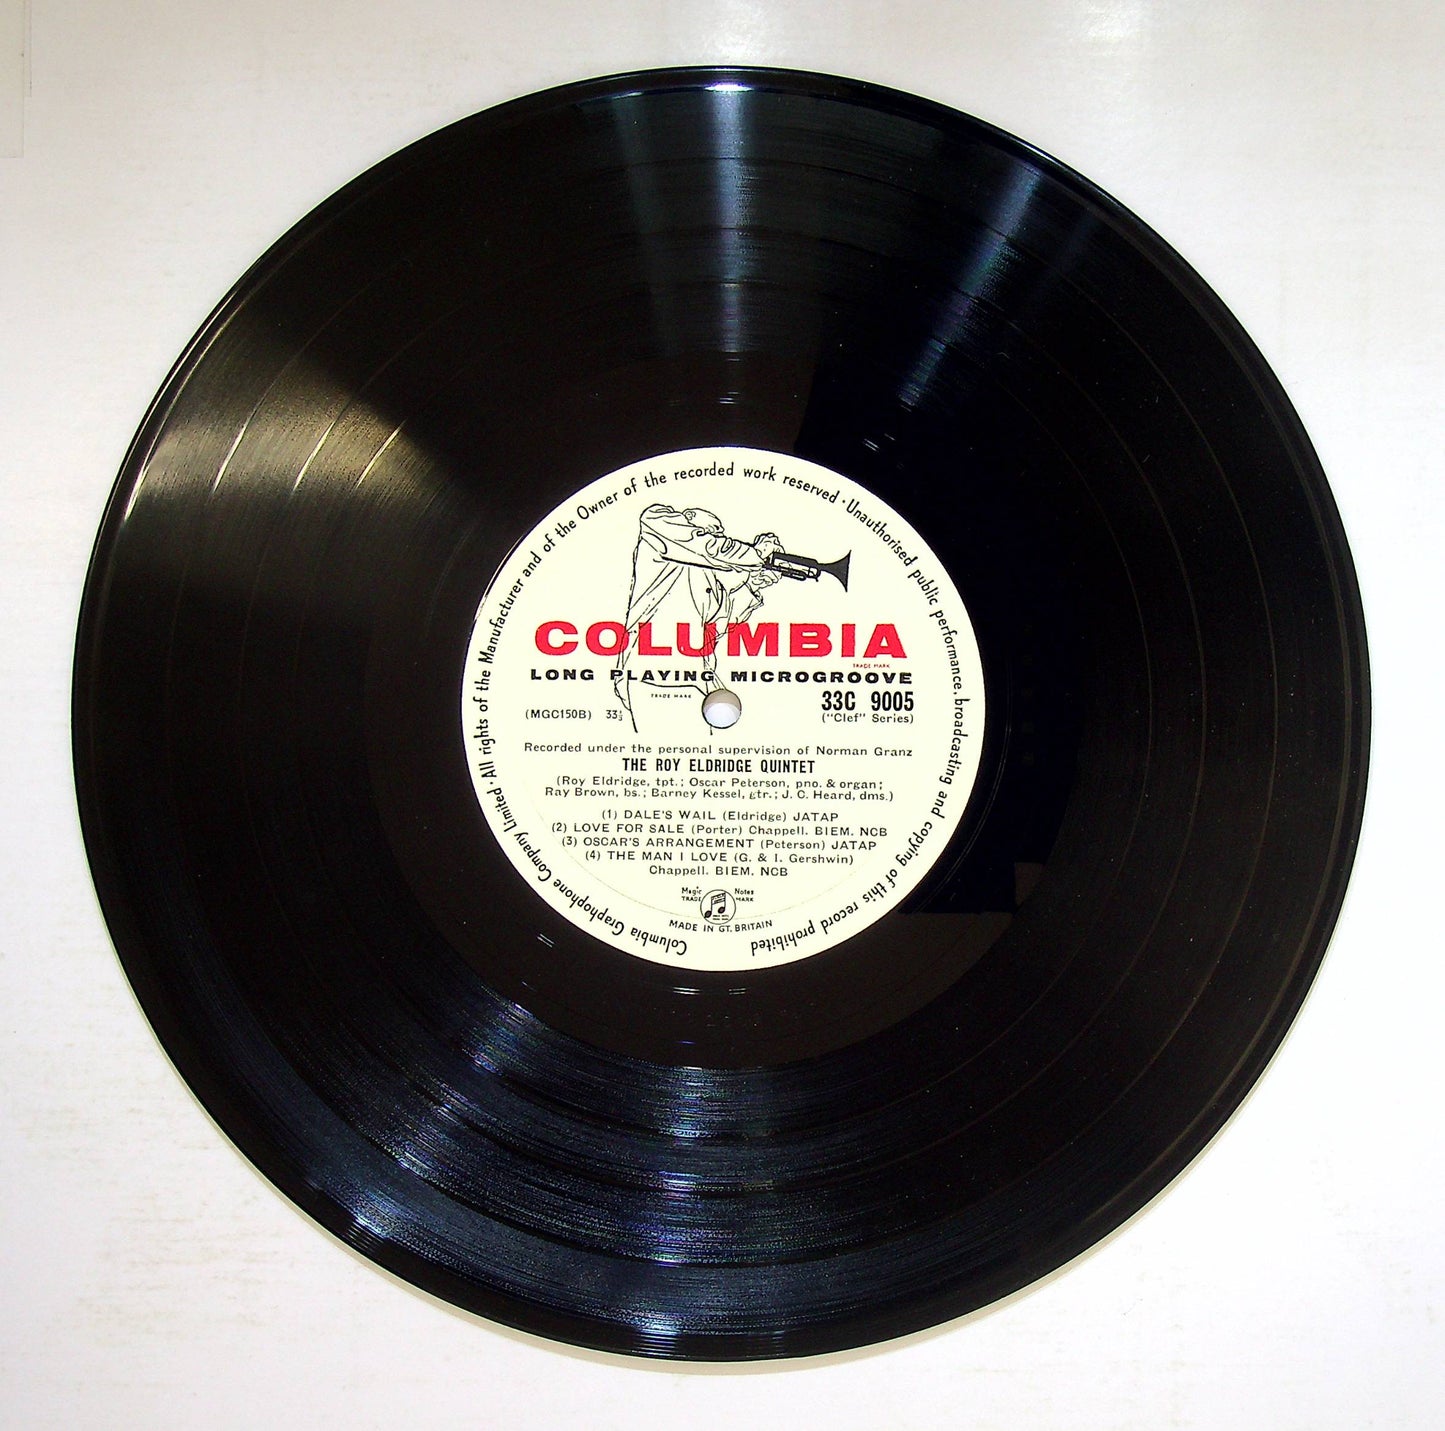 All rights of the Manufacturer and of the Owner of the recorded work reserved · Unauthorised public performance, broadcasting and copying of this record prohibited
Columbia Graphophone Company Limited ·
COLUMBIA
TRADE MARK
LONG PLAYING MICROGROOVE
TRADE MARK
33C 9005
(MGC150B) 33⅓
("Clef" Series)
Recorded under the personal supervision of Norman Granz
THE ROY ELDRIDGE QUINTET
(Roy Eldridge, tpt.; Oscar Peterson, pno. & organ;
Ray Brown, bs.; Barney Kessel, gtr.; J. C. Heard, dms.)
(1) DALE'S WAIL (Eldridge) JATAP
(2) LOVE FOR SALE (Porter) Chappell. BIEM. NCB
(3) OSCAR'S ARRANGEMENT (Peterson) JATAP
(4) THE MAN I LOVE (G. & I. Gershwin)
Chappell. BIEM. NCB
Magic Notes
TRADE MARK
MADE IN GT. BRITAIN